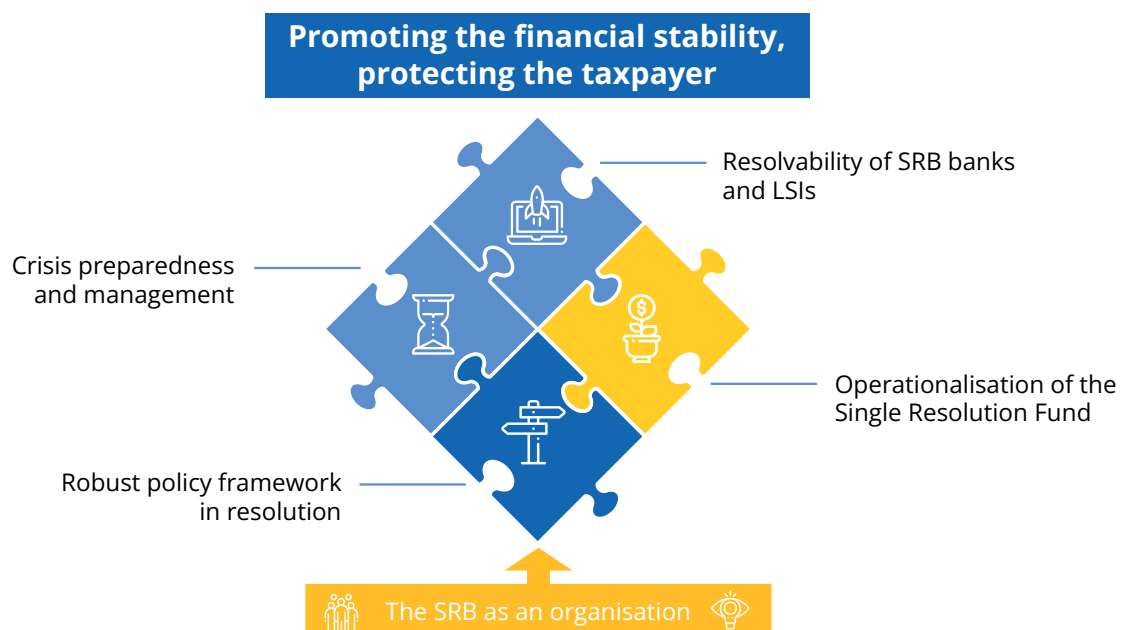 Promoting the financial stability,
protecting the taxpayer
Resolvability of SRB banks
and LSIs
Crisis preparedness
and management
$
Operationalisation of the
Single Resolution Fund
Robust policy framework
in resolution
The SRB as an organisation